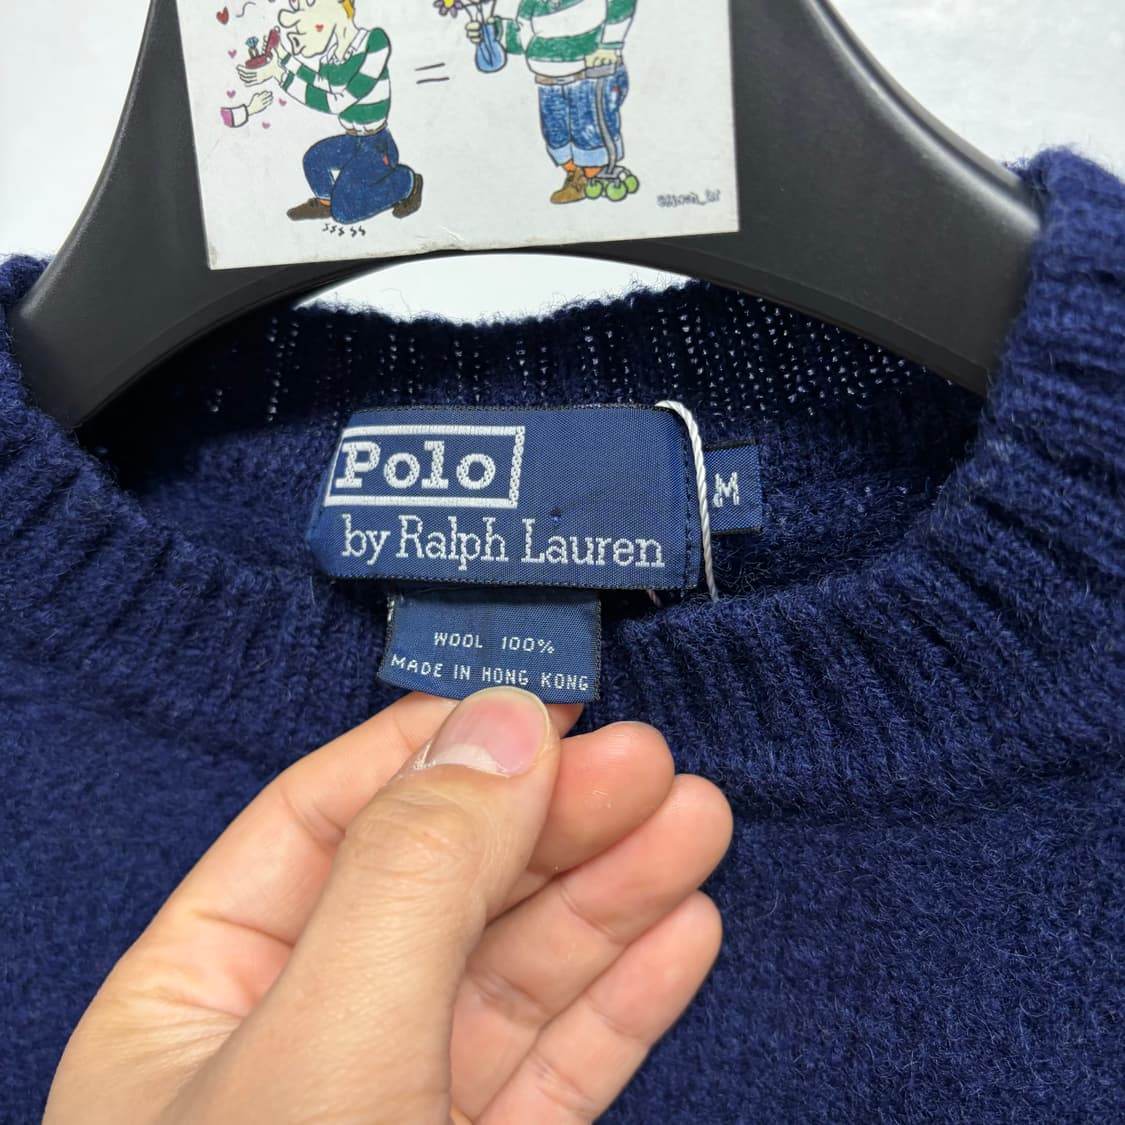 Polo
by Ralph Lauren
M
WOOL 100%
MADE IN HONG KONG